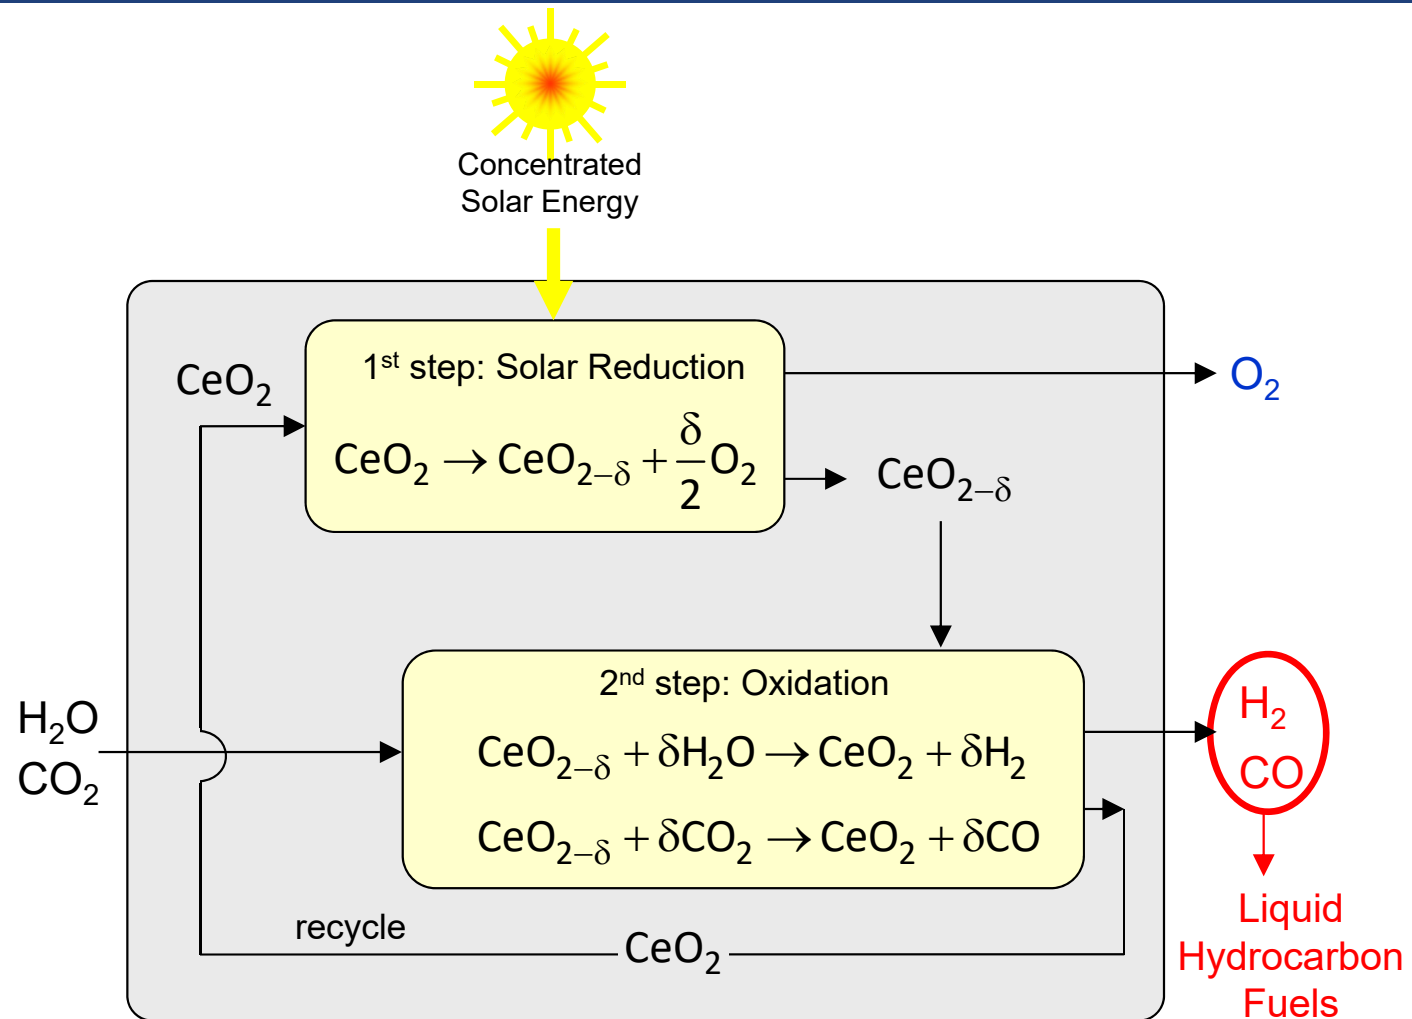 Concentrated
Solar Energy
1st step: Solar Reduction
CeO₂
O₂
CeO₂ → CeO₂₋δ + δ/2 O₂
CeO₂₋δ
2nd step: Oxidation
H₂O
CO₂
CeO₂₋δ + δH₂O → CeO₂ + δH₂
CeO₂₋δ + δCO₂ → CeO₂ + δCO
H₂
CO
recycle
CeO₂
Liquid
Hydrocarbon
Fuels